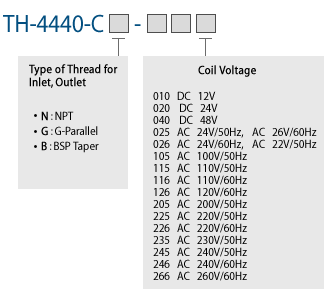 TH-4440-C □ - □ □ □
Type of Thread for
Inlet, Outlet
• N : NPT
• G : G-Parallel
• B : BSP Taper
Coil Voltage
010 DC 12V
020 DC 24V
040 DC 48V
025 AC 24V/50Hz, AC 26V/60Hz
026 AC 24V/60Hz, AC 22V/50Hz
105 AC 100V/50Hz
115 AC 110V/50Hz
116 AC 110V/60Hz
126 AC 120V/60Hz
205 AC 200V/50Hz
225 AC 220V/50Hz
226 AC 220V/60Hz
235 AC 230V/50Hz
245 AC 240V/50Hz
246 AC 240V/60Hz
266 AC 260V/60Hz